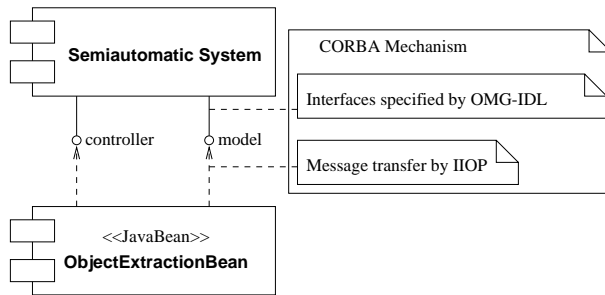 Semiautomatic System
CORBA Mechanism
Interfaces specified by OMG-IDL
controller
model
Message transfer by IIOP
<<JavaBean>>
ObjectExtractionBean